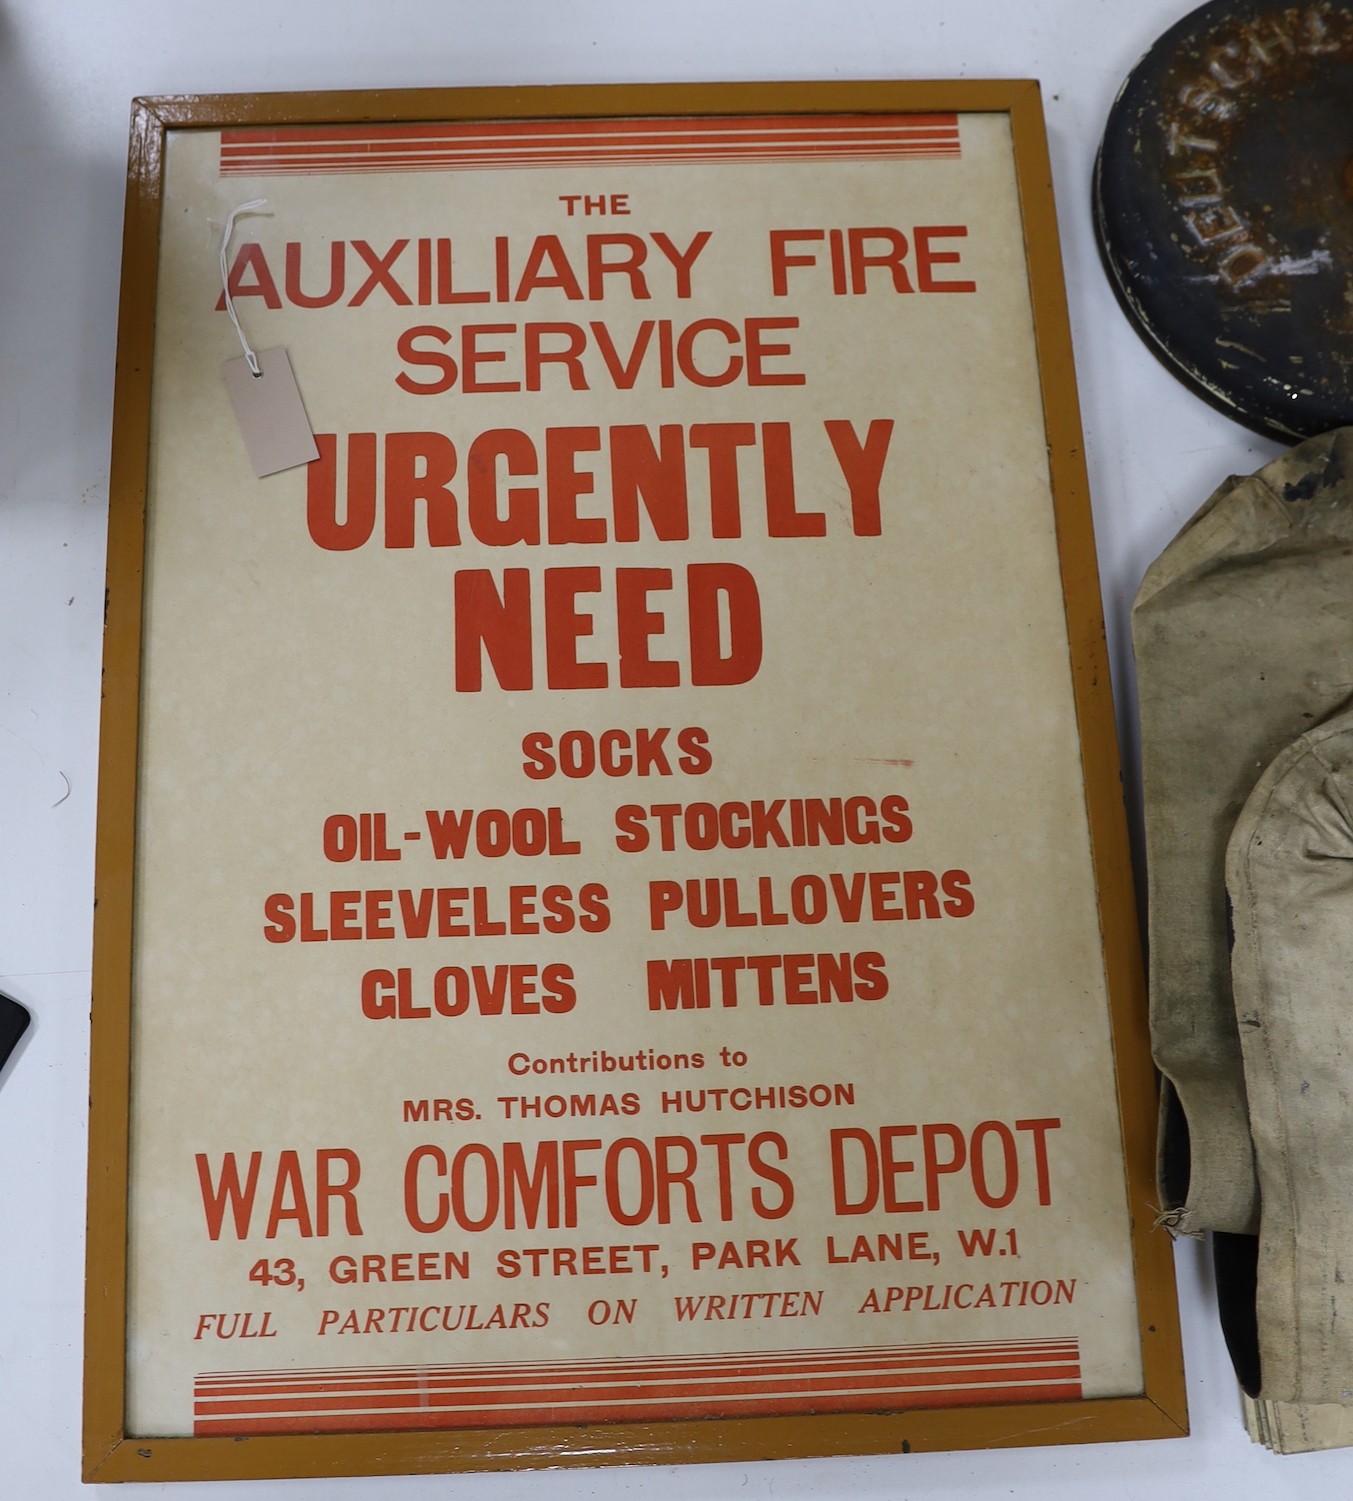 THE
AUXILIARY FIRE
SERVICE
URGENTLY
NEED
SOCKS
OIL-WOOL STOCKINGS
SLEEVELESS PULLOVERS
GLOVES MITTENS
Contributions to
MRS. THOMAS HUTCHISON
WAR COMFORTS DEPOT
43, GREEN STREET, PARK LANE, W.1
FULL PARTICULARS ON WRITTEN APPLICATION